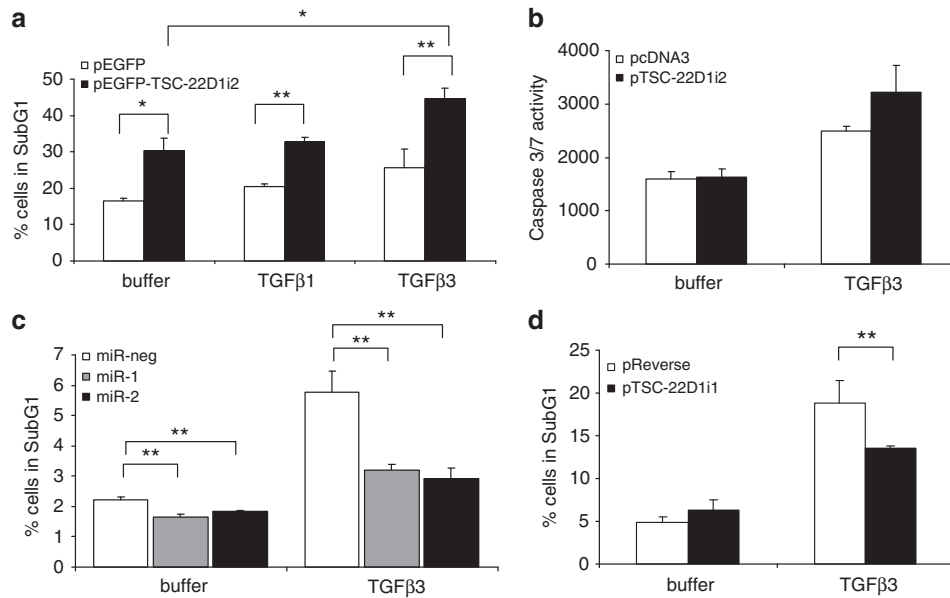 a
*
**
pEGFP
pEGFP-TSC-22D1i2
*
**
% cells in SubG1
50
40
30
20
10
0
buffer
TGFβ1
TGFβ3
b
pcDNA3
pTSC-22D1i2
Caspase 3/7 activity
4000
3000
2000
1000
0
buffer
TGFβ3
c
miR-neg
miR-1
miR-2
**
**
**
**
% cells in SubG1
7
6
5
4
3
2
1
0
buffer
TGFβ3
d
pReverse
pTSC-22D1i1
**
% cells in SubG1
25
20
15
10
5
0
buffer
TGFβ3